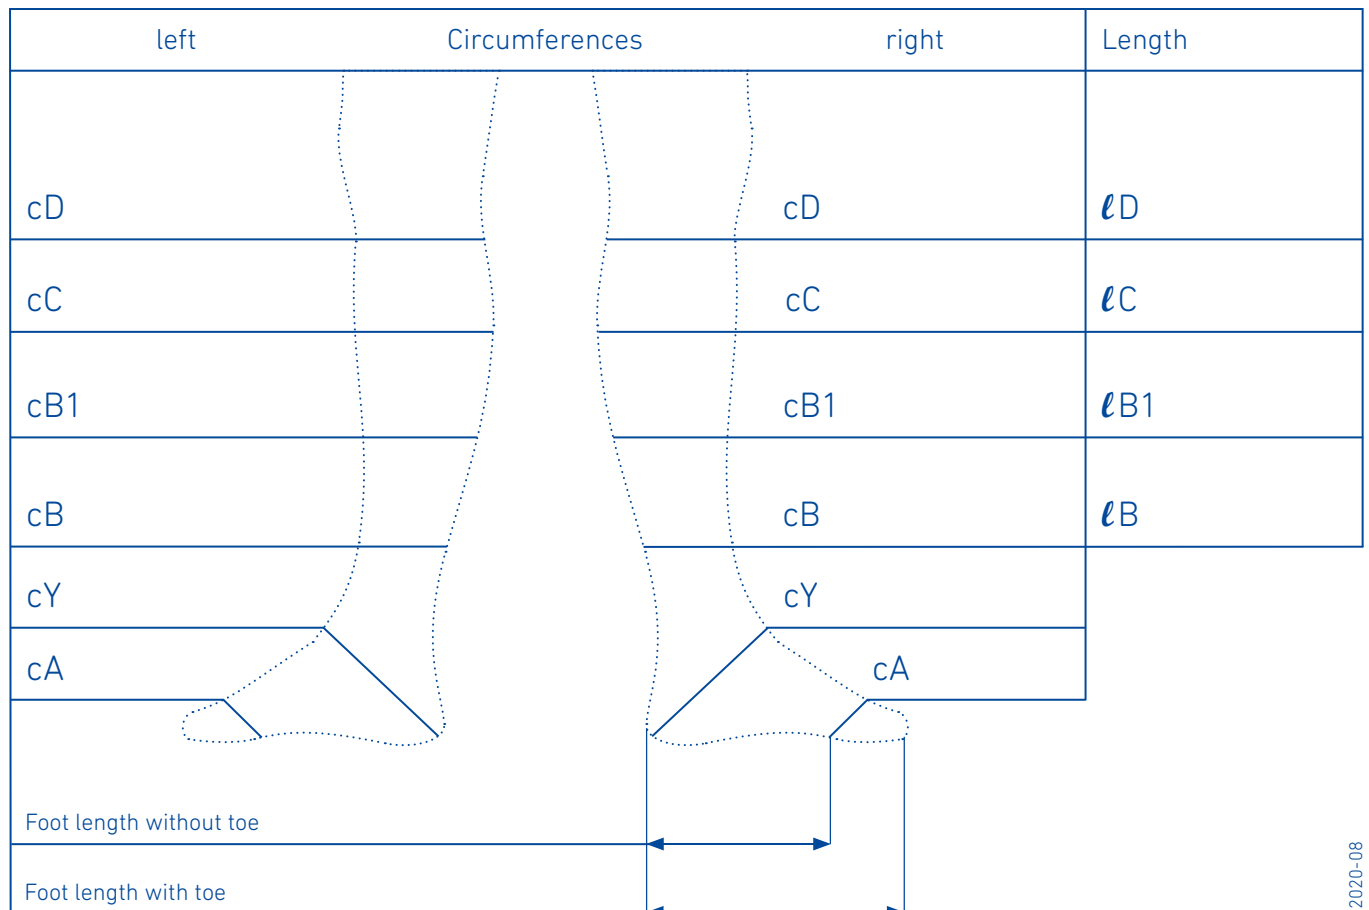 left Circumferences right Length
cD cD ℓD
cC cC ℓC
cB1 cB1 ℓB1
cB cB ℓB
cY cY
cA cA
Foot length without toe
Foot length with toe
2020-08